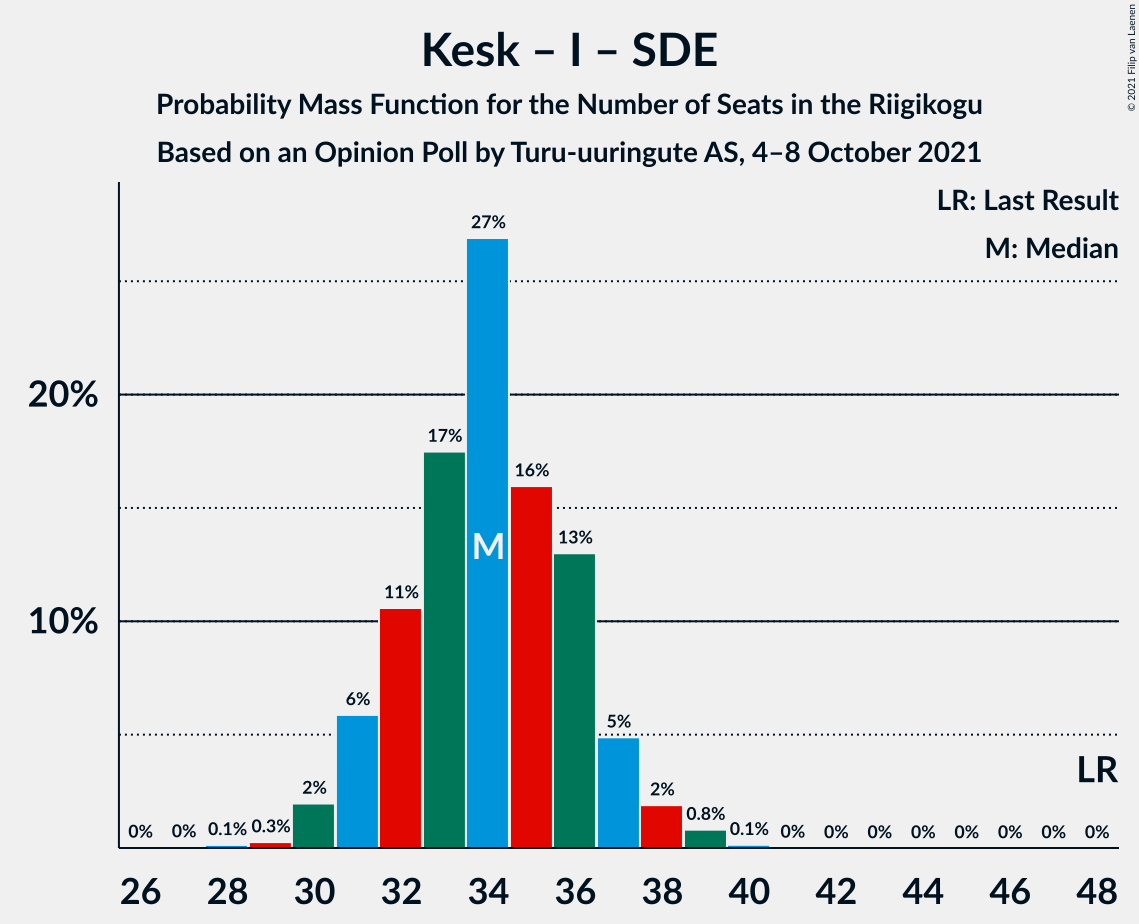 Kesk – I – SDE
Probability Mass Function for the Number of Seats in the Riigikogu
Based on an Opinion Poll by Turu-uuringute AS, 4–8 October 2021
© 2021 Filip van Laenen
LR: Last Result
M: Median
20%
10%
0% 0% 0.1% 0.3% 2% 6% 11% 17% 27% 16% 13% 5% 2% 0.8% 0.1% 0% 0% 0% 0% 0% 0% 0% 0%
M
LR
26 28 30 32 34 36 38 40 42 44 46 48